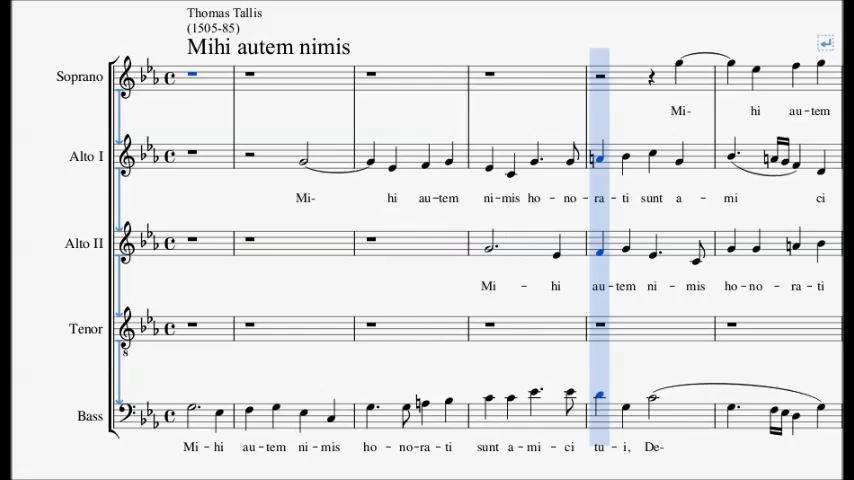 Thomas Tallis
(1505-85)
Mihi autem nimis
Soprano
Mi- hi au-tem
Alto I
Mi- hi au-tem ni-mis ho-no-ra-ti sunt a-mi ci
Alto II
Mi-hi au-tem ni-mis ho-no-ra-ti
Tenor
8
Bass
Mi-hi au-tem ni-mis ho-no-ra-ti sunt a-mi-ci tu-i, De-